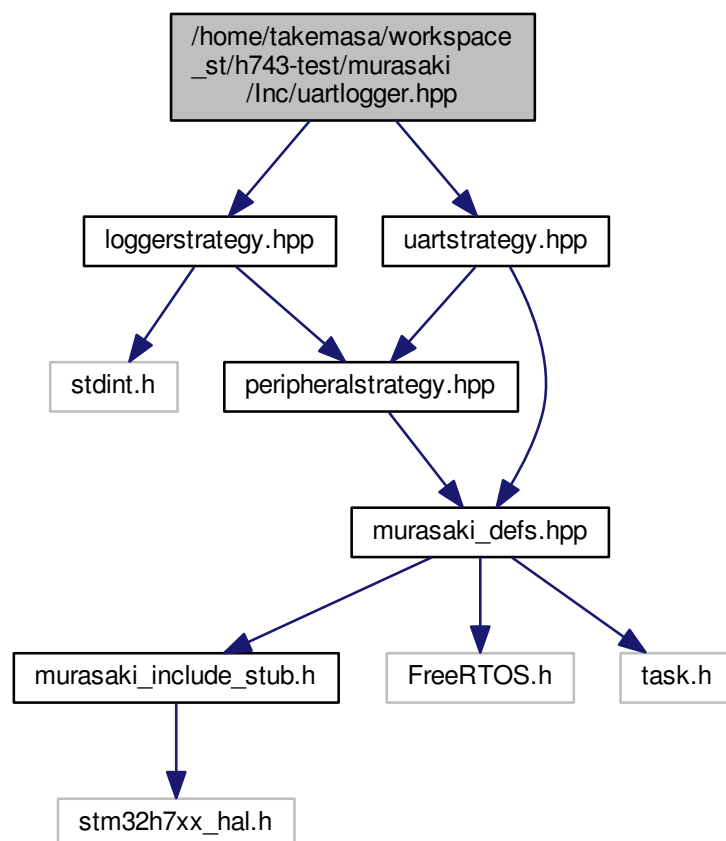 /home/takemasa/workspace
_st/h743-test/murasaki
/Inc/uartlogger.hpp
loggerstrategy.hpp
uartstrategy.hpp
stdint.h
peripheralstrategy.hpp
murasaki_defs.hpp
murasaki_include_stub.h
FreeRTOS.h
task.h
stm32h7xx_hal.h